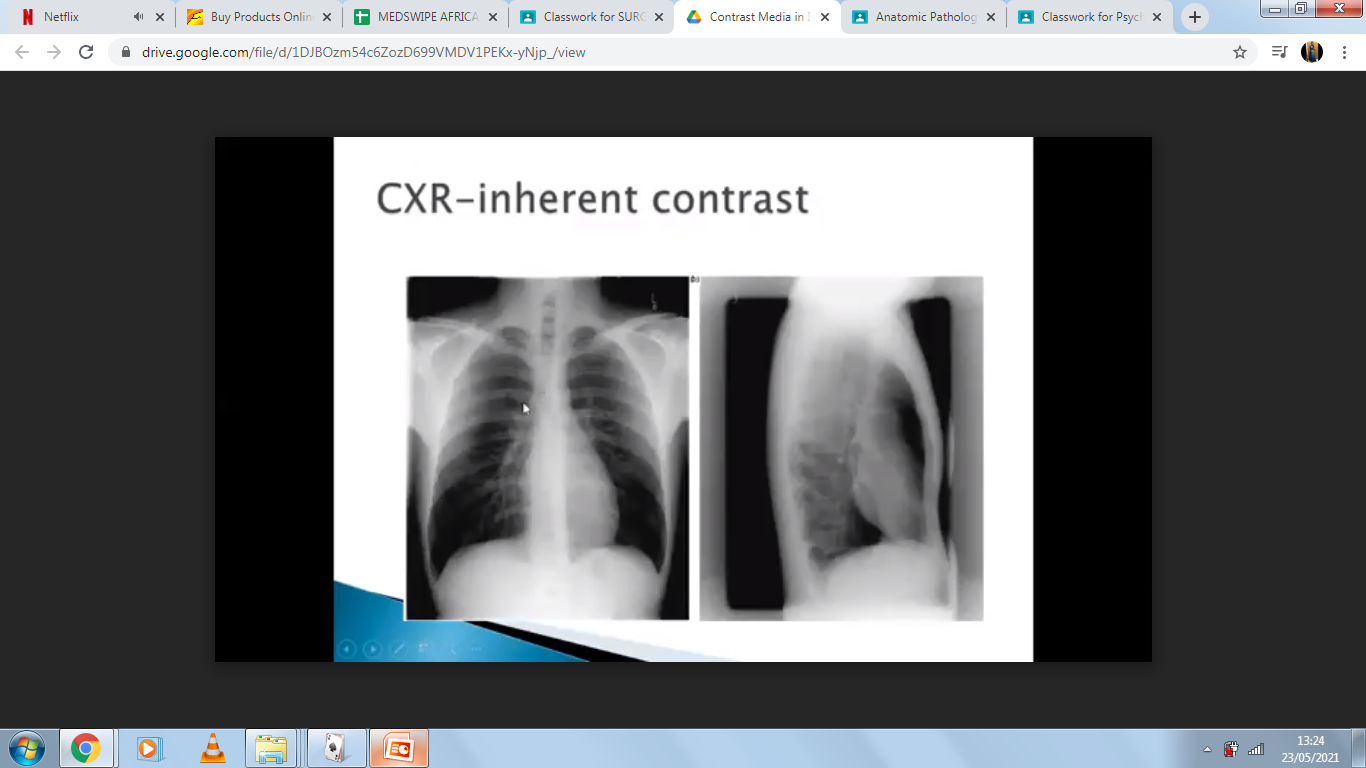 Netflix
Buy Products Onlin
MEDSWIPE AFRICA
Classwork for SURG
Contrast Media in I
Anatomic Patholog
Classwork for Psych
drive.google.com/file/d/1DJBOzm54c6ZozD699VMDV1PEKx-yNjp_/view
CXR-inherent contrast
13:24
23/05/2021